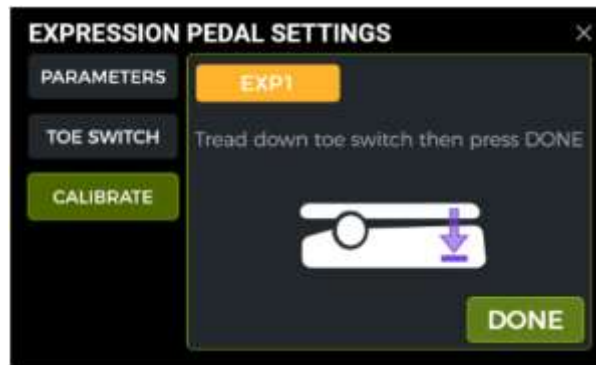 EXPRESSION PEDAL SETTINGS
PARAMETERS
EXP1
TOE SWITCH
Tread down toe switch then press DONE
CALIBRATE
DONE